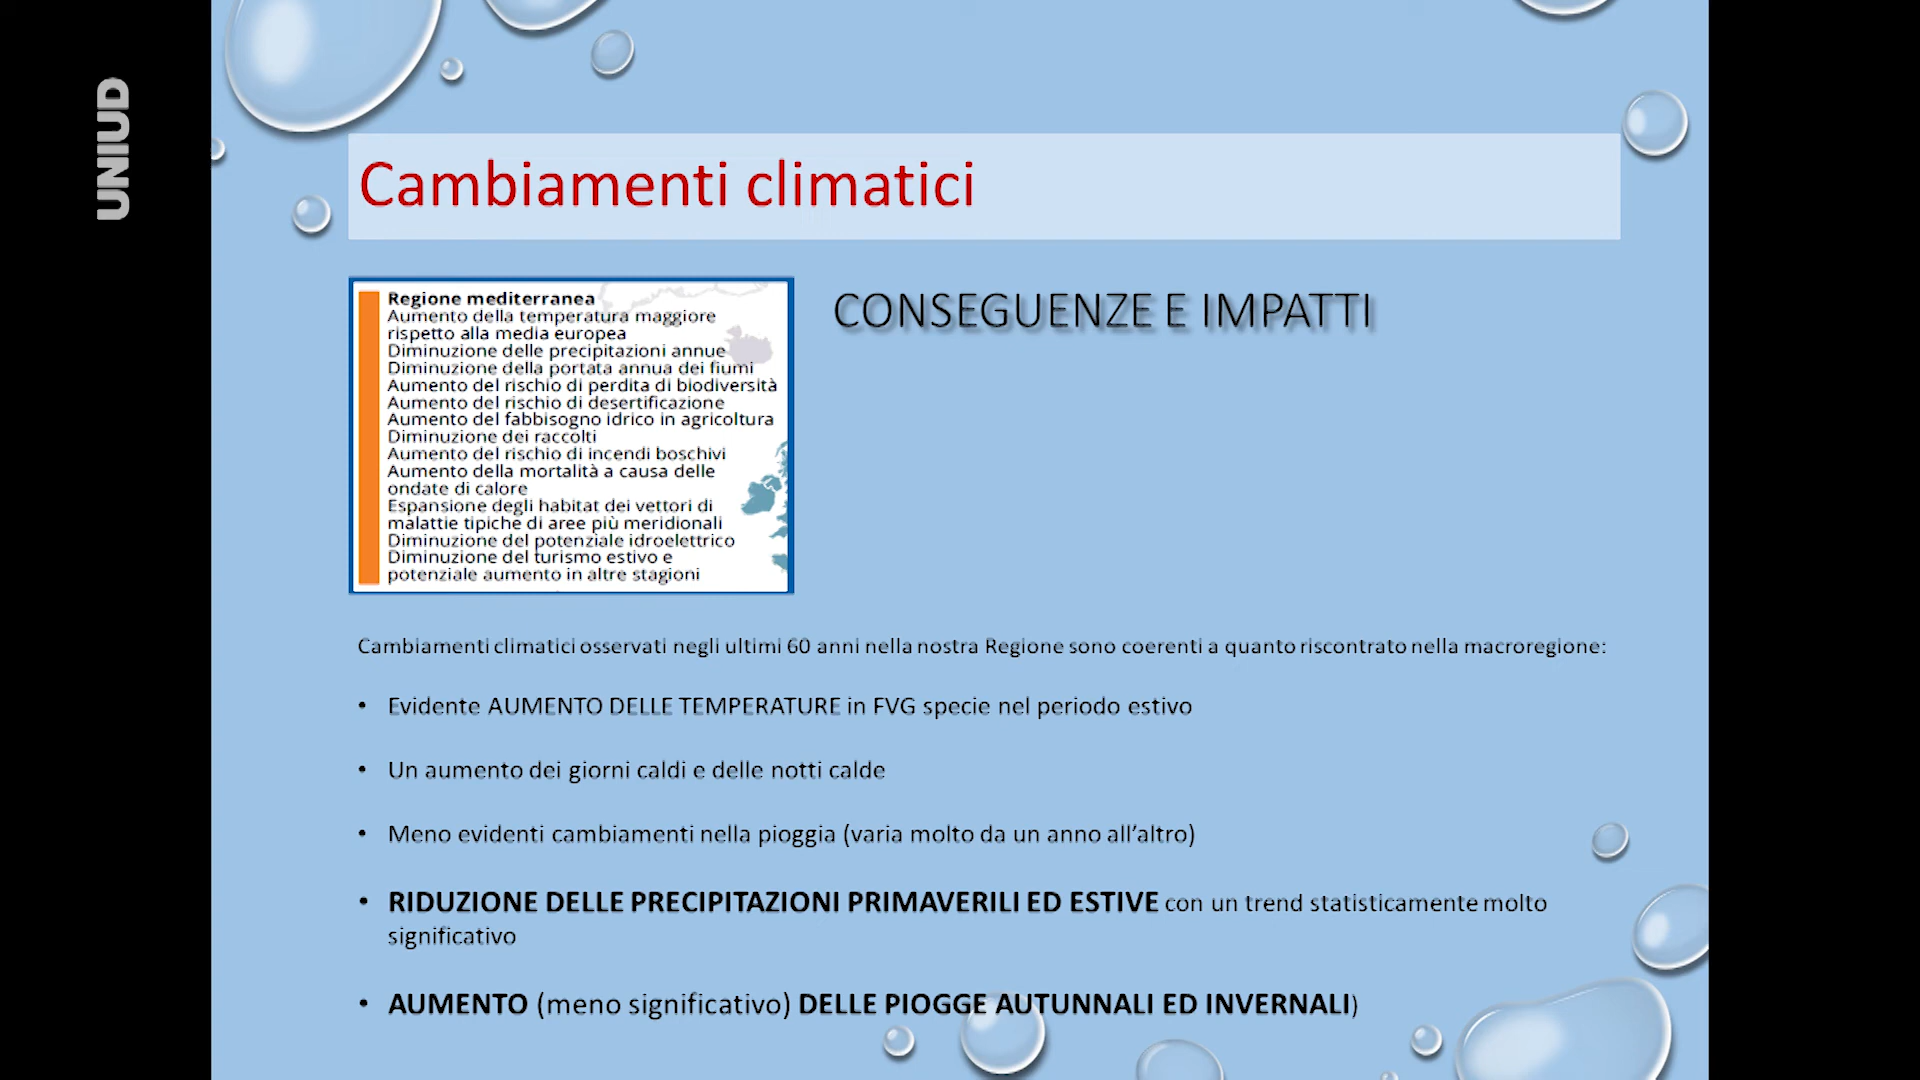 UNIUD
Cambiamenti climatici
Regione mediterranea
Aumento della temperatura maggiore
rispetto alla media europea
Diminuzione delle precipitazioni annue
Diminuzione della portata annua dei fiumi
Aumento del rischio di perdita di biodiversità
Aumento del rischio di desertificazione
Aumento del fabbisogno idrico in agricoltura
Diminuzione dei raccolti
Aumento del rischio di incendi boschivi
Aumento della mortalità a causa delle
ondate di calore
Espansione degli habitat dei vettori di
malattie tipiche di aree più meridionali
Diminuzione del potenziale idroelettrico
Diminuzione del turismo estivo e
potenziale aumento in altre stagioni
CONSEGUENZE E IMPATTI
Cambiamenti climatici osservati negli ultimi 60 anni nella nostra Regione sono coerenti a quanto riscontrato nella macroregione:
• Evidente AUMENTO DELLE TEMPERATURE in FVG specie nel periodo estivo
• Un aumento dei giorni caldi e delle notti calde
• Meno evidenti cambiamenti nella pioggia (varia molto da un anno all'altro)
• RIDUZIONE DELLE PRECIPITAZIONI PRIMAVERILI ED ESTIVE con un trend statisticamente molto
significativo
• AUMENTO (meno significativo) DELLE PIOGGE AUTUNNALI ED INVERNALI)